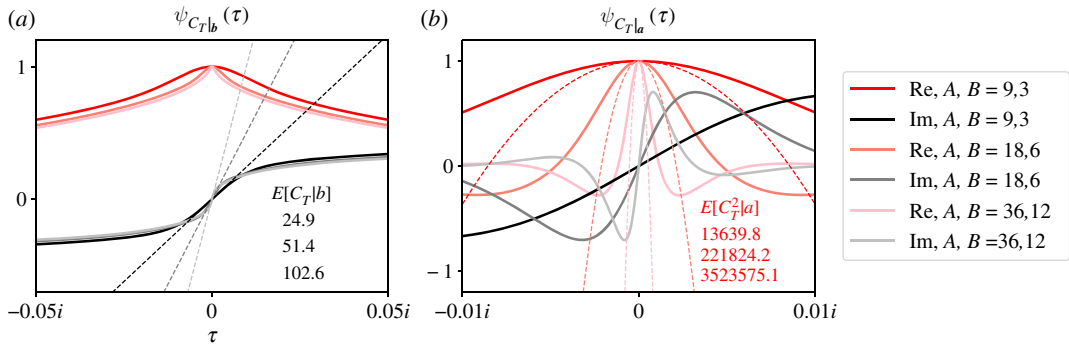 (a)
ψ_{C_T|b}(τ)
1
0
E[C_T|b]
24.9
51.4
102.6
−0.05i
0
0.05i
τ
(b)
ψ_{C_T|a}(τ)
1
0
−1
E[C_T^2|a]
13639.8
221824.2
3523575.1
−0.01i
0
0.01i
Re, A, B = 9,3
Im, A, B = 9,3
Re, A, B = 18,6
Im, A, B = 18,6
Re, A, B = 36,12
Im, A, B =36,12